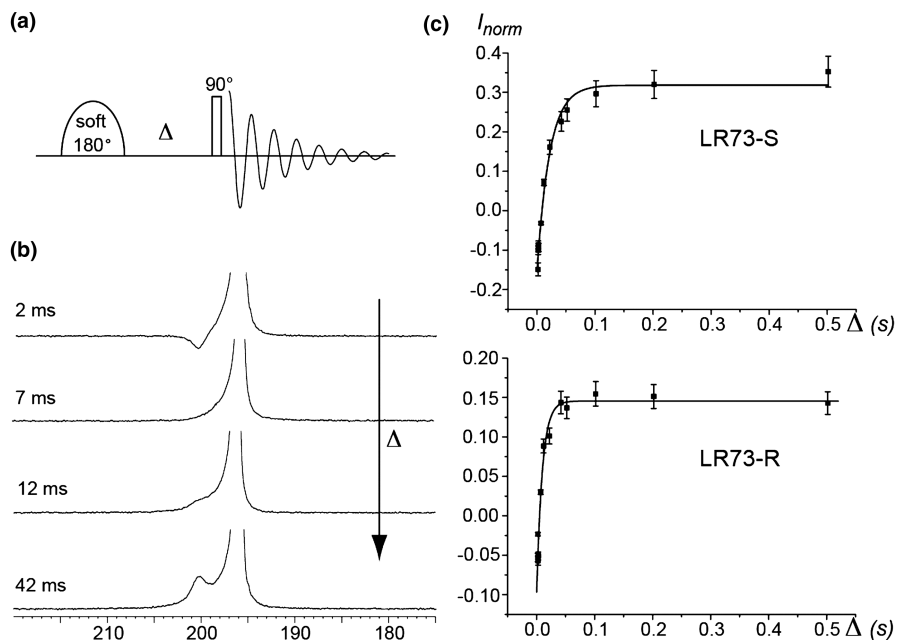 (a)
soft
180°
Δ
90°
(b)
2 ms
7 ms
12 ms
42 ms
Δ
210 200 190 180
(c)
I norm
0.4
0.3
0.2
0.1
0.0
-0.1
-0.2
LR73-S
0.0 0.1 0.2 0.3 0.4 0.5 Δ (s)
0.20
0.15
0.10
0.05
0.00
-0.05
-0.10
LR73-R
0.0 0.1 0.2 0.3 0.4 0.5 Δ (s)